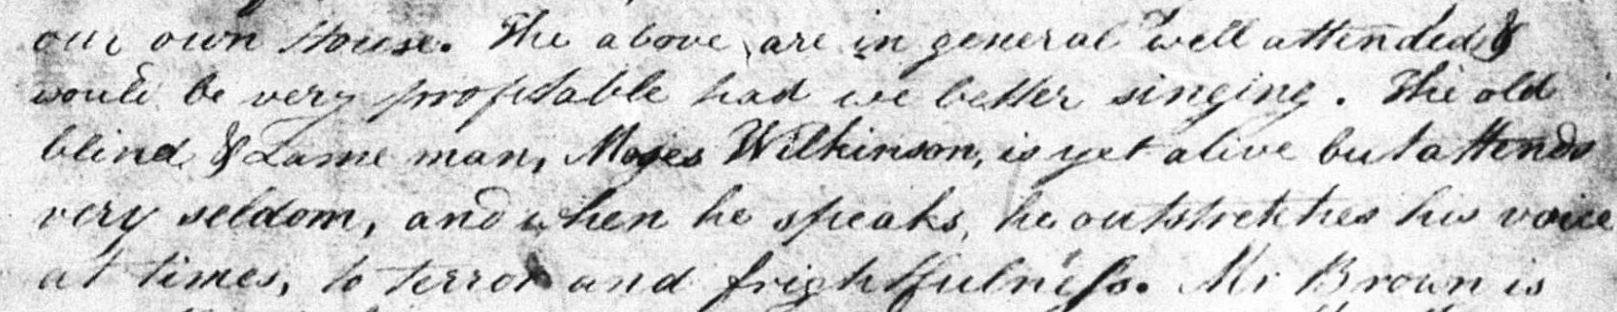 our own House. The above are in general well attended &
would be very profitable had we better singing. The old
blind & Lame man, Moses Wilkinson, is yet alive but attends
very seldom, and when he speaks, he outstretches his voice
at times, to terror and frightfulness. Mr Brown is